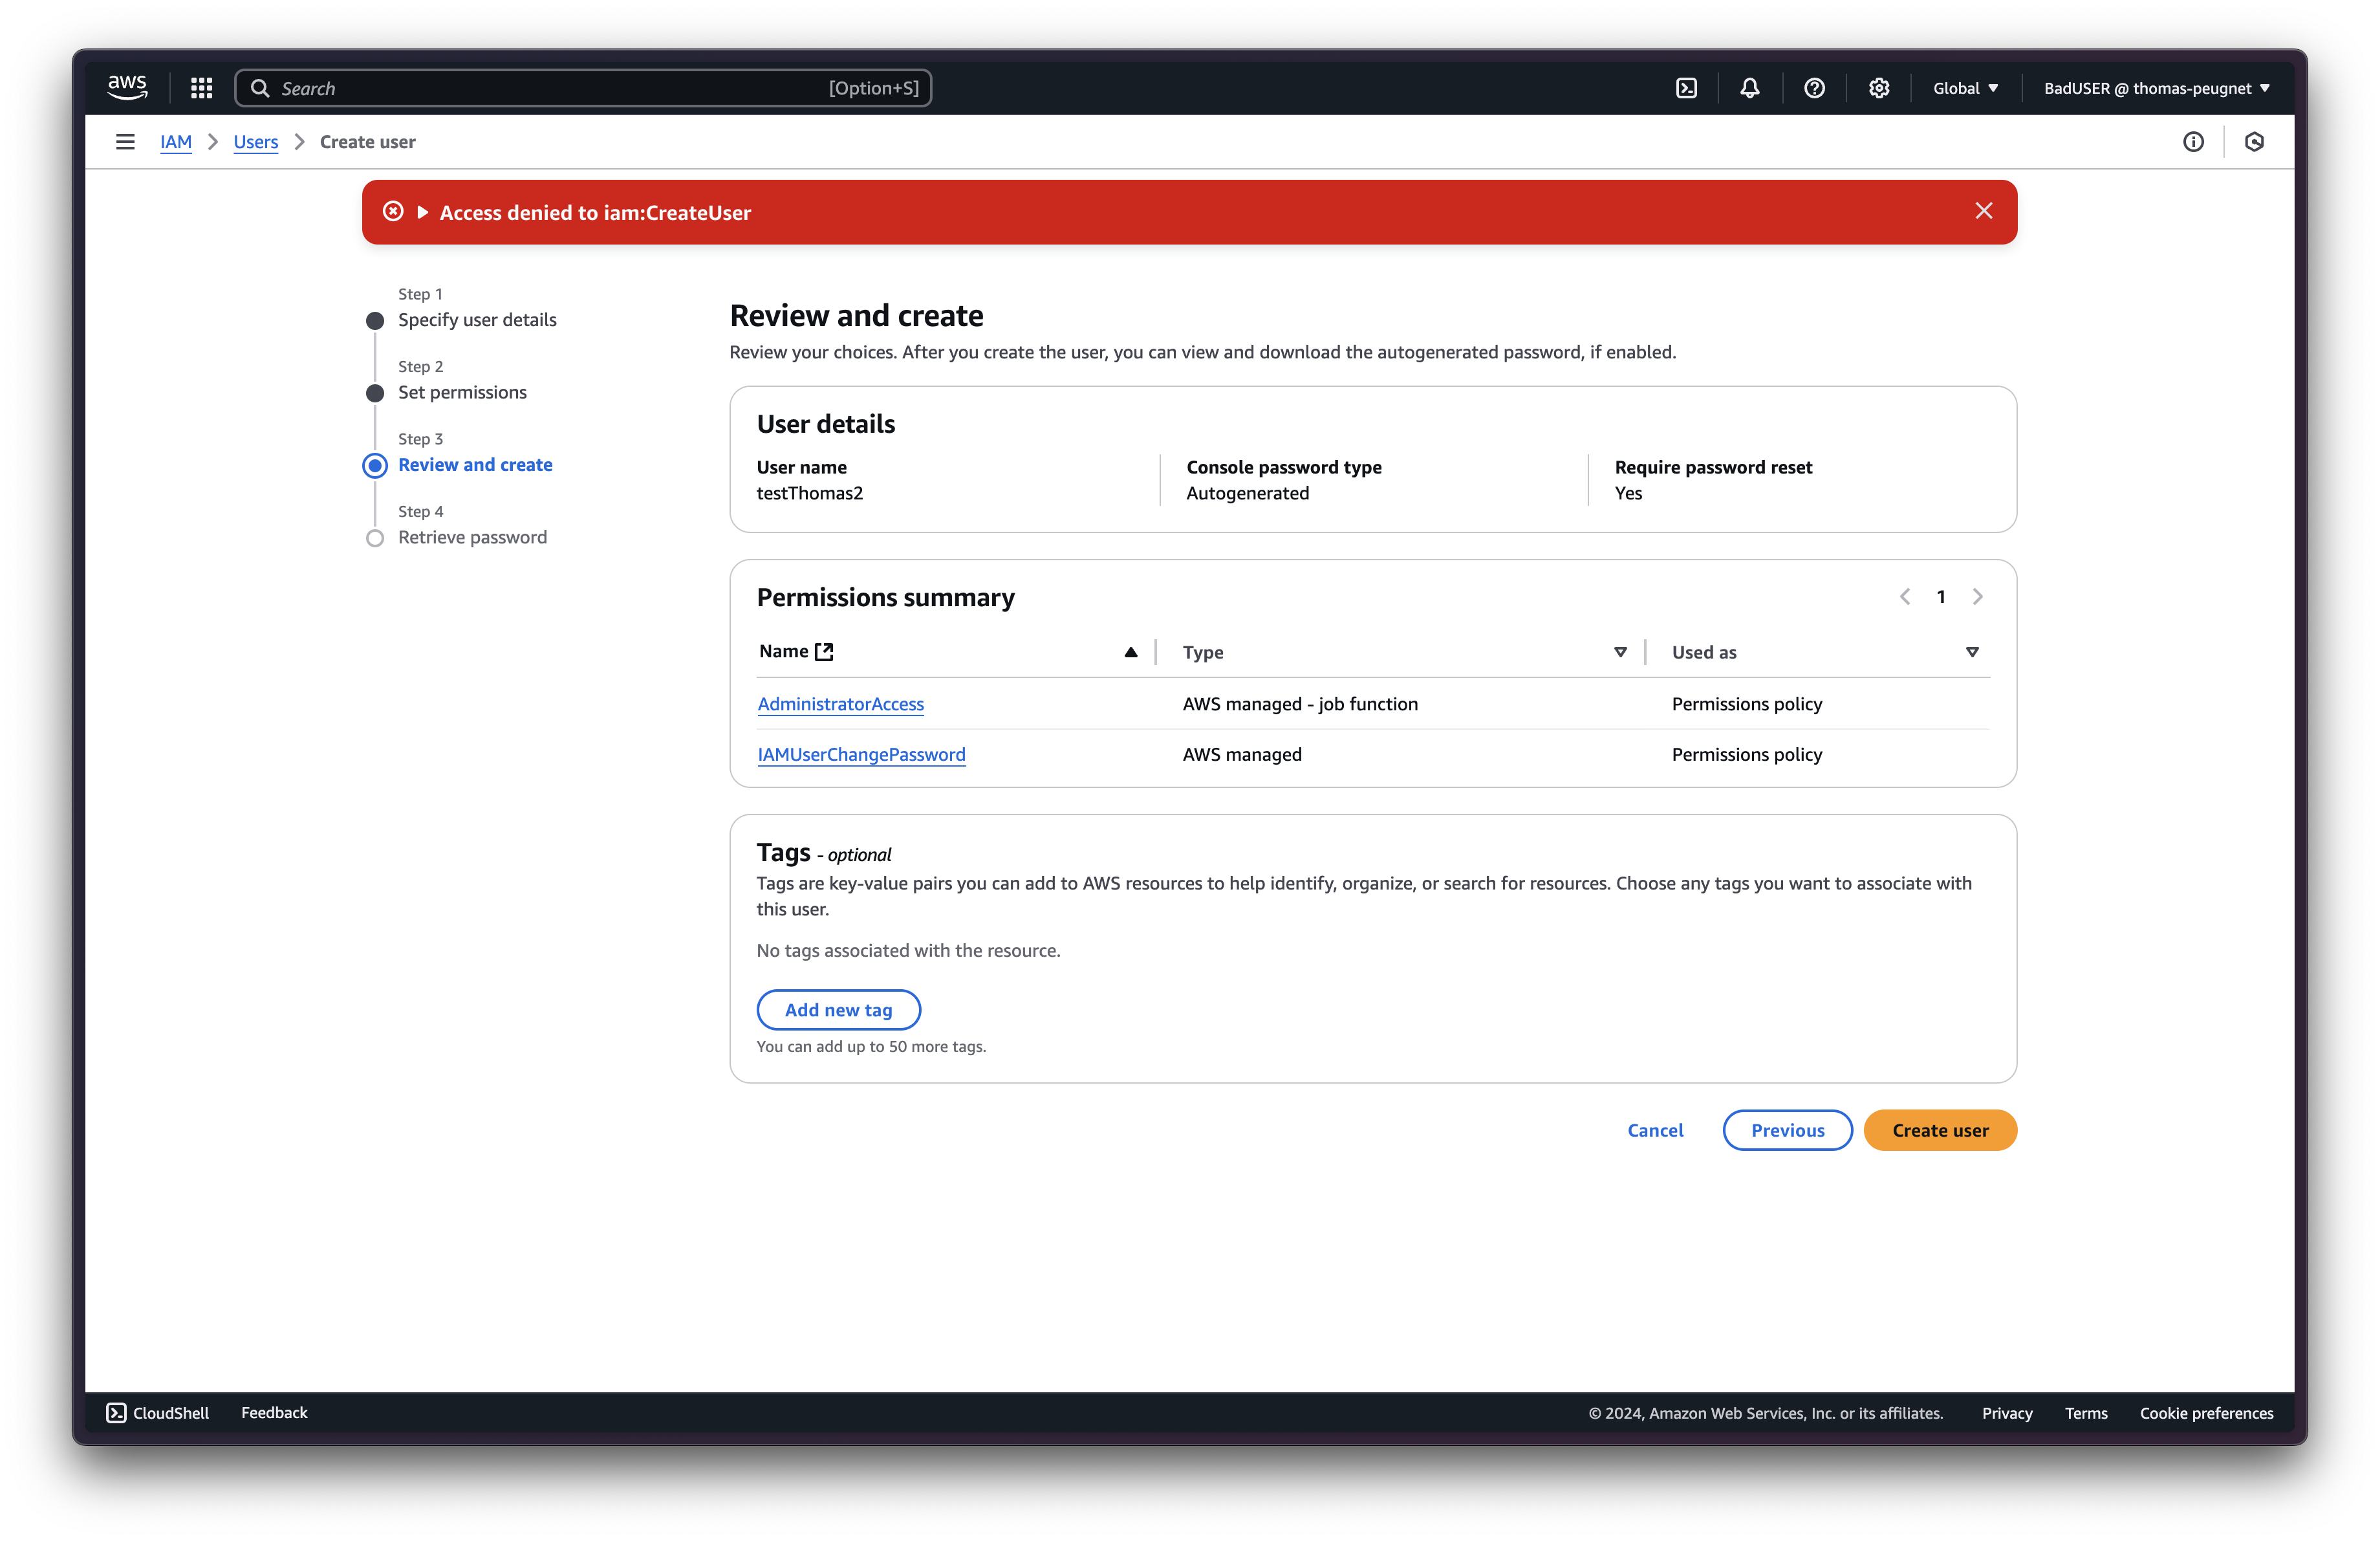 aws
Search [Option+S]
Global
BadUSER @ thomas-peugnet
IAM
Users
Create user
Access denied to iam:CreateUser
Step 1
Specify user details
Step 2
Set permissions
Step 3
Review and create
Step 4
Retrieve password
Review and create
Review your choices. After you create the user, you can view and download the autogenerated password, if enabled.
User details
User name
testThomas2
Console password type
Autogenerated
Require password reset
Yes
Permissions summary
1
Name Type Used as
AdministratorAccess AWS managed - job function Permissions policy
IAMUserChangePassword AWS managed Permissions policy
Tags - optional
Tags are key-value pairs you can add to AWS resources to help identify, organize, or search for resources. Choose any tags you want to associate with
this user.
No tags associated with the resource.
Add new tag
You can add up to 50 more tags.
Cancel
Previous
Create user
CloudShell
Feedback
© 2024, Amazon Web Services, Inc. or its affiliates.
Privacy
Terms
Cookie preferences